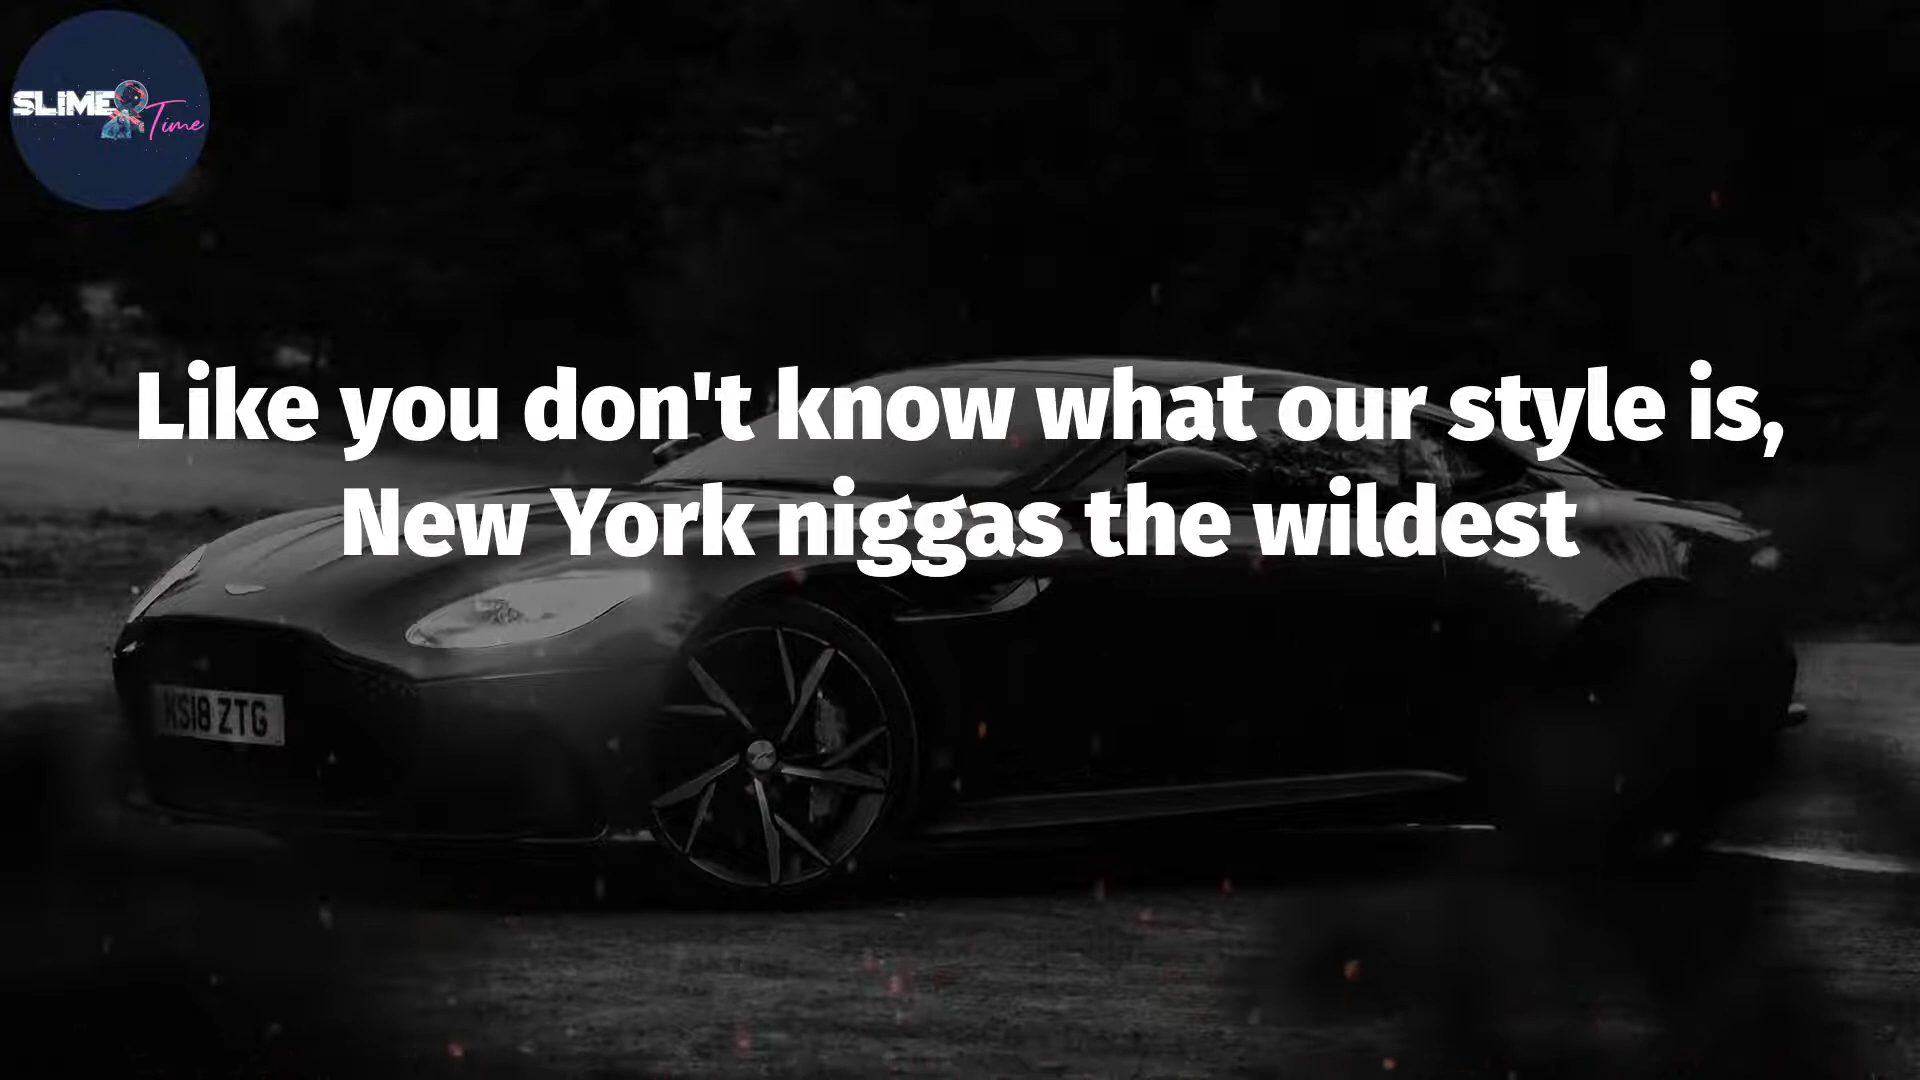 SLIME
Time
Like you don't know what our style is,
New York niggas the wildest
KS18 ZTG